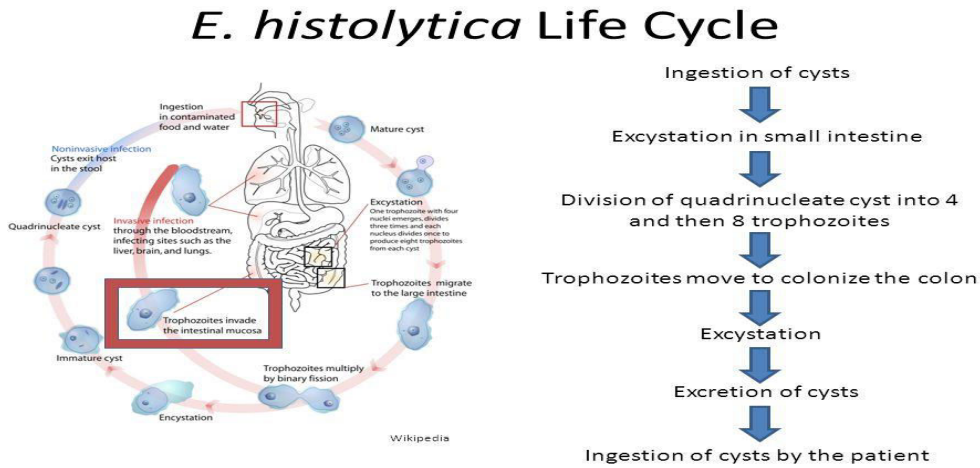 E. histolytica Life Cycle
Ingestion
in contaminated
food and water
Mature cyst
Noninvasive infection
Cysts exit host
in the stool
Excystation
One trophozoite with four
nuclei emerges, divides
three times and each
nucleus divides once to
produce eight trophozoites
from each cyst
Quadrinucleate cyst
Invasive infection
through the bloodstream,
infecting sites such as the
liver, brain, and lungs.
Trophozoites migrate
to the large intestine
Trophozoites invade
the intestinal mucosa
Immature cyst
Trophozoites multiply
by binary fission
Encystation
Wikipedia
Ingestion of cysts
Excystation in small intestine
Division of quadrinucleate cyst into 4
and then 8 trophozoites
Trophozoites move to colonize the colon
Excystation
Excretion of cysts
Ingestion of cysts by the patient